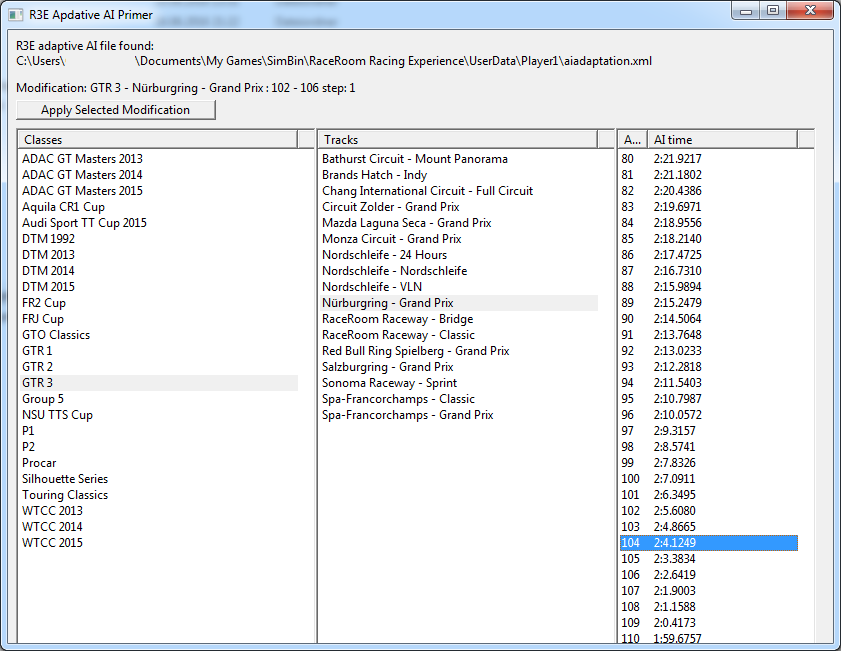 R3E Apdative AI Primer
R3E adaptive AI file found:
C:\Users\ \Documents\My Games\SimBin\RaceRoom Racing Experience\UserData\Player1\aiadaptation.xml
Modification: GTR 3 - Nürburgring - Grand Prix : 102 - 106 step: 1
Apply Selected Modification
Classes
ADAC GT Masters 2013
ADAC GT Masters 2014
ADAC GT Masters 2015
Aquila CR1 Cup
Audi Sport TT Cup 2015
DTM 1992
DTM 2013
DTM 2014
DTM 2015
FR2 Cup
FRJ Cup
GTO Classics
GTR 1
GTR 2
GTR 3
Group 5
NSU TTS Cup
P1
P2
Procar
Silhouette Series
Touring Classics
WTCC 2013
WTCC 2014
WTCC 2015
Tracks
Bathurst Circuit - Mount Panorama
Brands Hatch - Indy
Chang International Circuit - Full Circuit
Circuit Zolder - Grand Prix
Mazda Laguna Seca - Grand Prix
Monza Circuit - Grand Prix
Nordschleife - 24 Hours
Nordschleife - Nordschleife
Nordschleife - VLN
Nürburgring - Grand Prix
RaceRoom Raceway - Bridge
RaceRoom Raceway - Classic
Red Bull Ring Spielberg - Grand Prix
Salzburgring - Grand Prix
Sonoma Raceway - Sprint
Spa-Francorchamps - Classic
Spa-Francorchamps - Grand Prix
A... AI time
80 2:21.9217
81 2:21.1802
82 2:20.4386
83 2:19.6971
84 2:18.9556
85 2:18.2140
86 2:17.4725
87 2:16.7310
88 2:15.9894
89 2:15.2479
90 2:14.5064
91 2:13.7648
92 2:13.0233
93 2:12.2818
94 2:11.5403
95 2:10.7987
96 2:10.0572
97 2:9.3157
98 2:8.5741
99 2:7.8326
100 2:7.0911
101 2:6.3495
102 2:5.6080
103 2:4.8665
104 2:4.1249
105 2:3.3834
106 2:2.6419
107 2:1.9003
108 2:1.1588
109 2:0.4173
110 1:59.6757